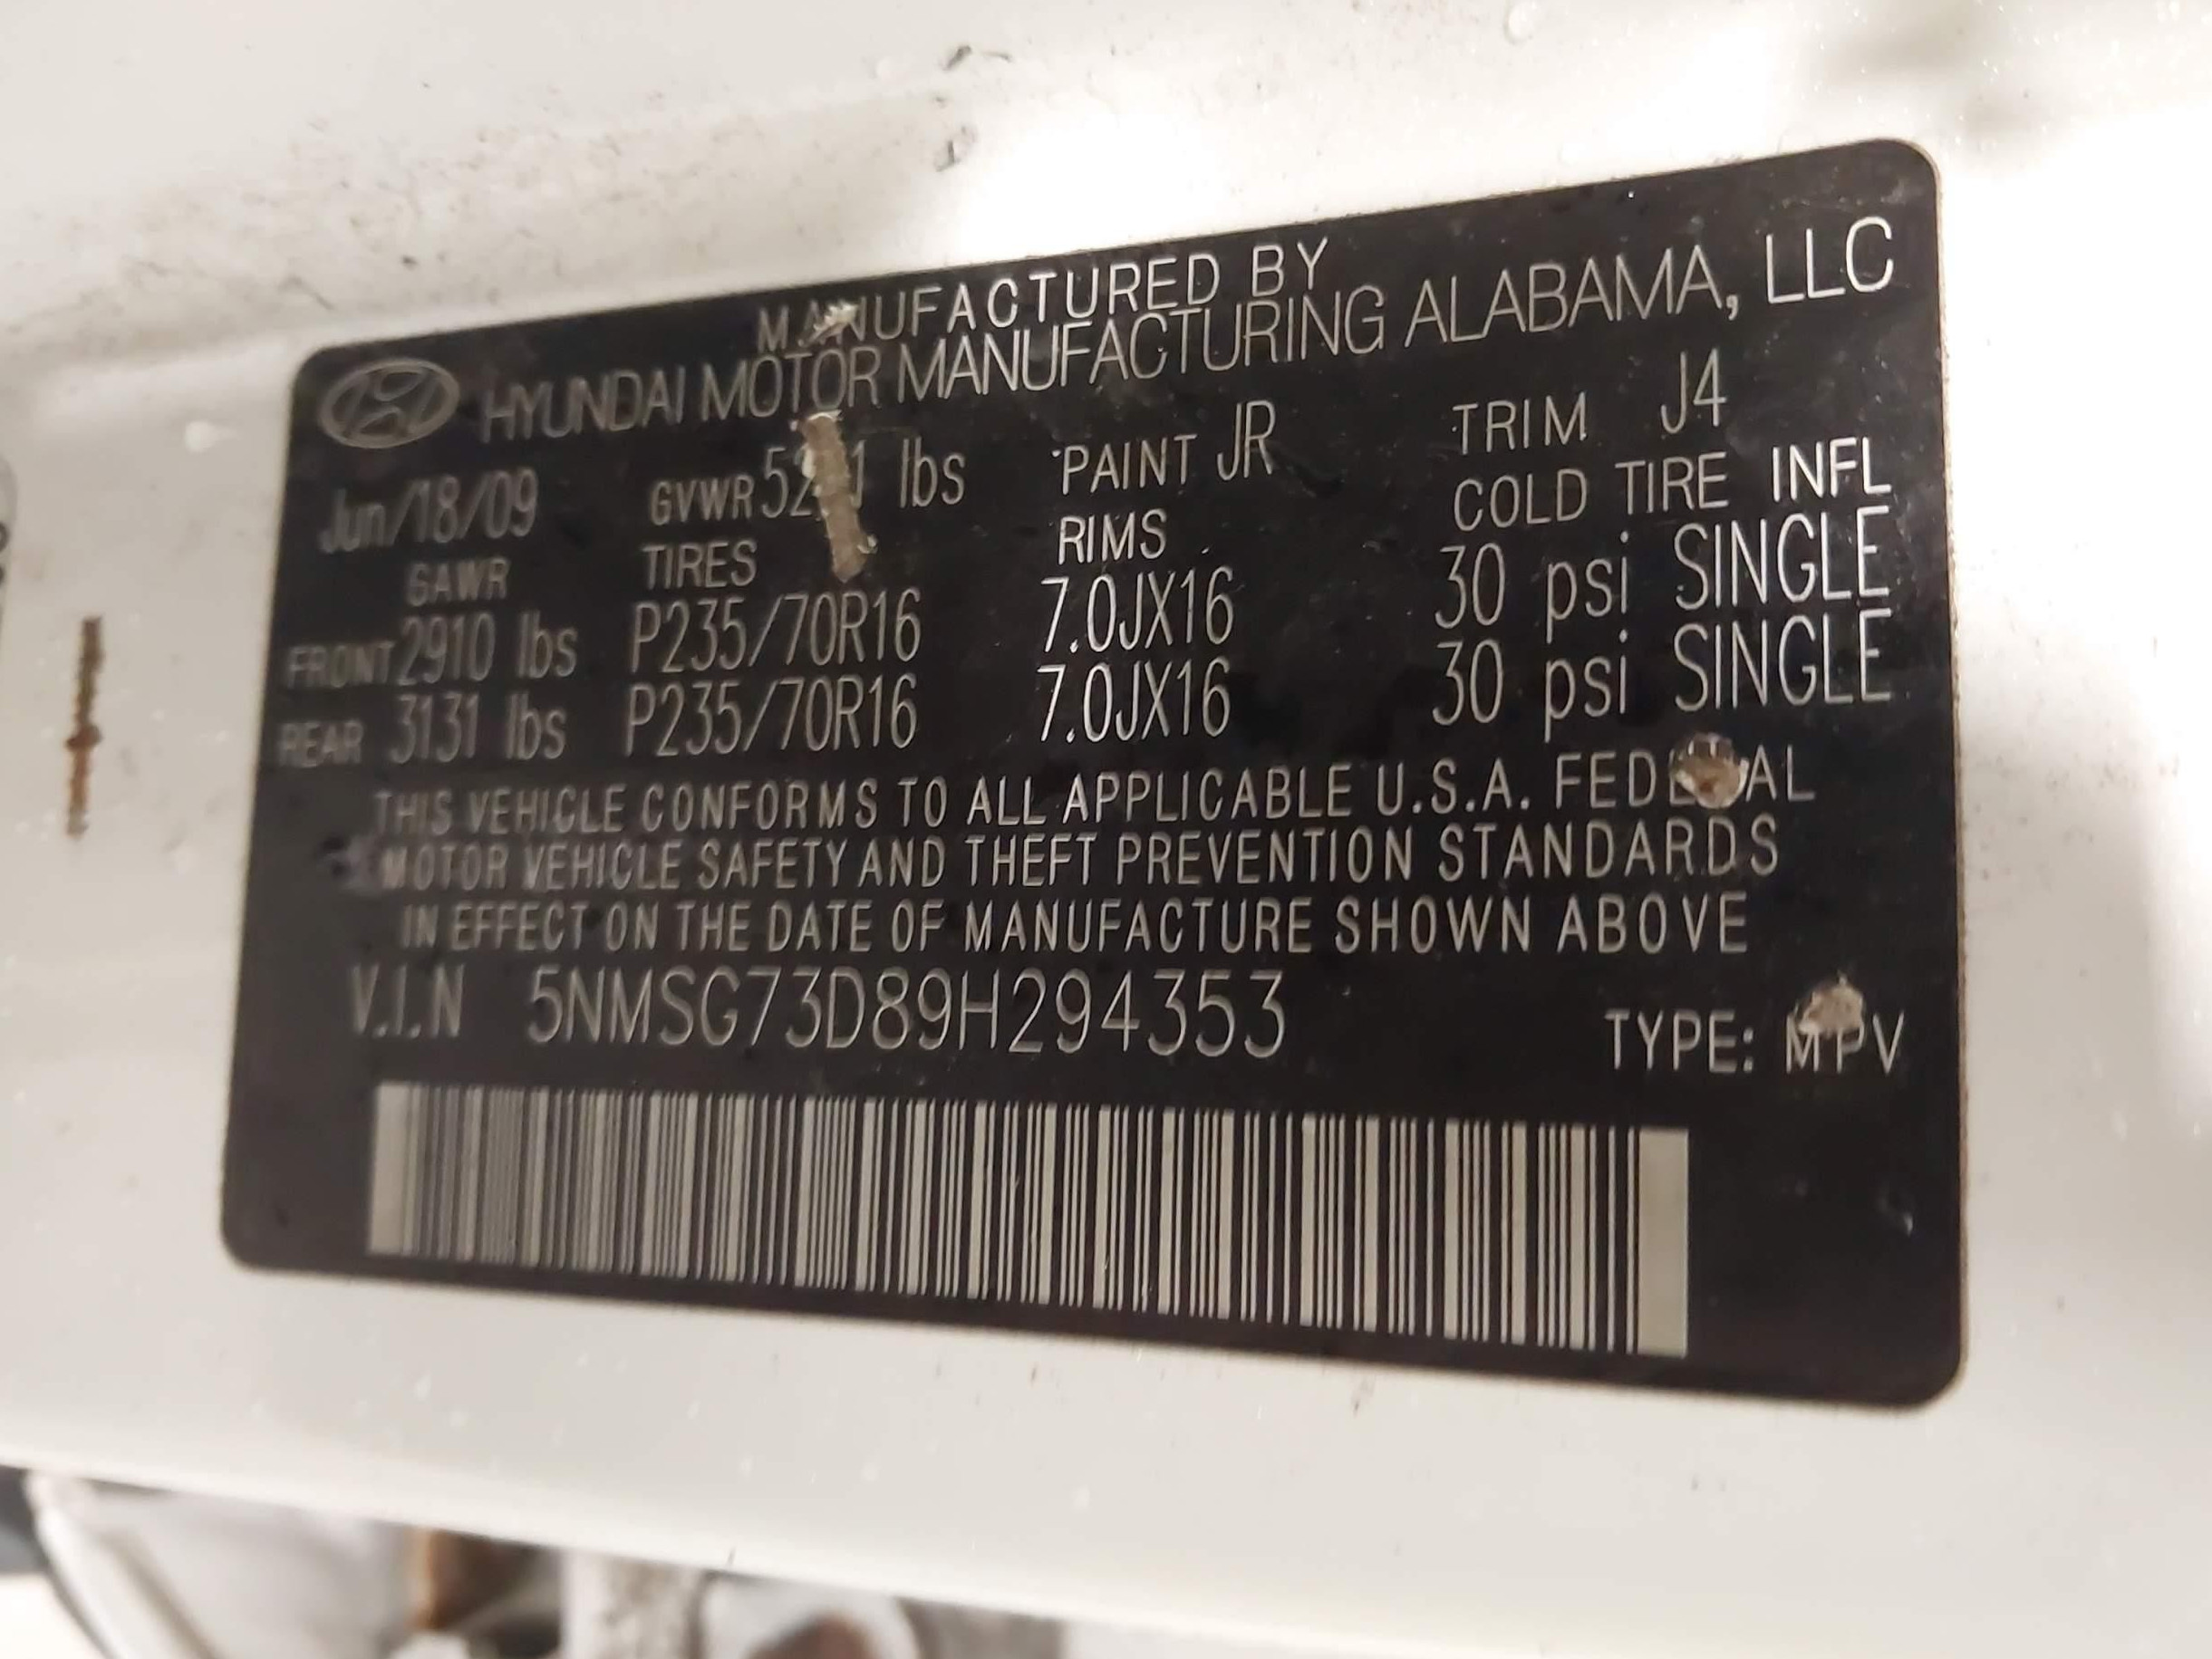 MANUFACTURED BY
HYUNDAI MOTOR MANUFACTURING ALABAMA, LLC
Jun/18/09 GVWR lbs PAINT JR TRIM J4
GAWR TIRES RIMS COLD TIRE INFL
FRONT 2910 lbs P235/70R16 7.0JX16 30 psi SINGLE
REAR 3131 lbs P235/70R16 7.0JX16 30 psi SINGLE
THIS VEHICLE CONFORMS TO ALL APPLICABLE U.S.A. FEDERAL
MOTOR VEHICLE SAFETY AND THEFT PREVENTION STANDARDS
IN EFFECT ON THE DATE OF MANUFACTURE SHOWN ABOVE
V.I.N 5NMSG73D89H294353 TYPE: MPV